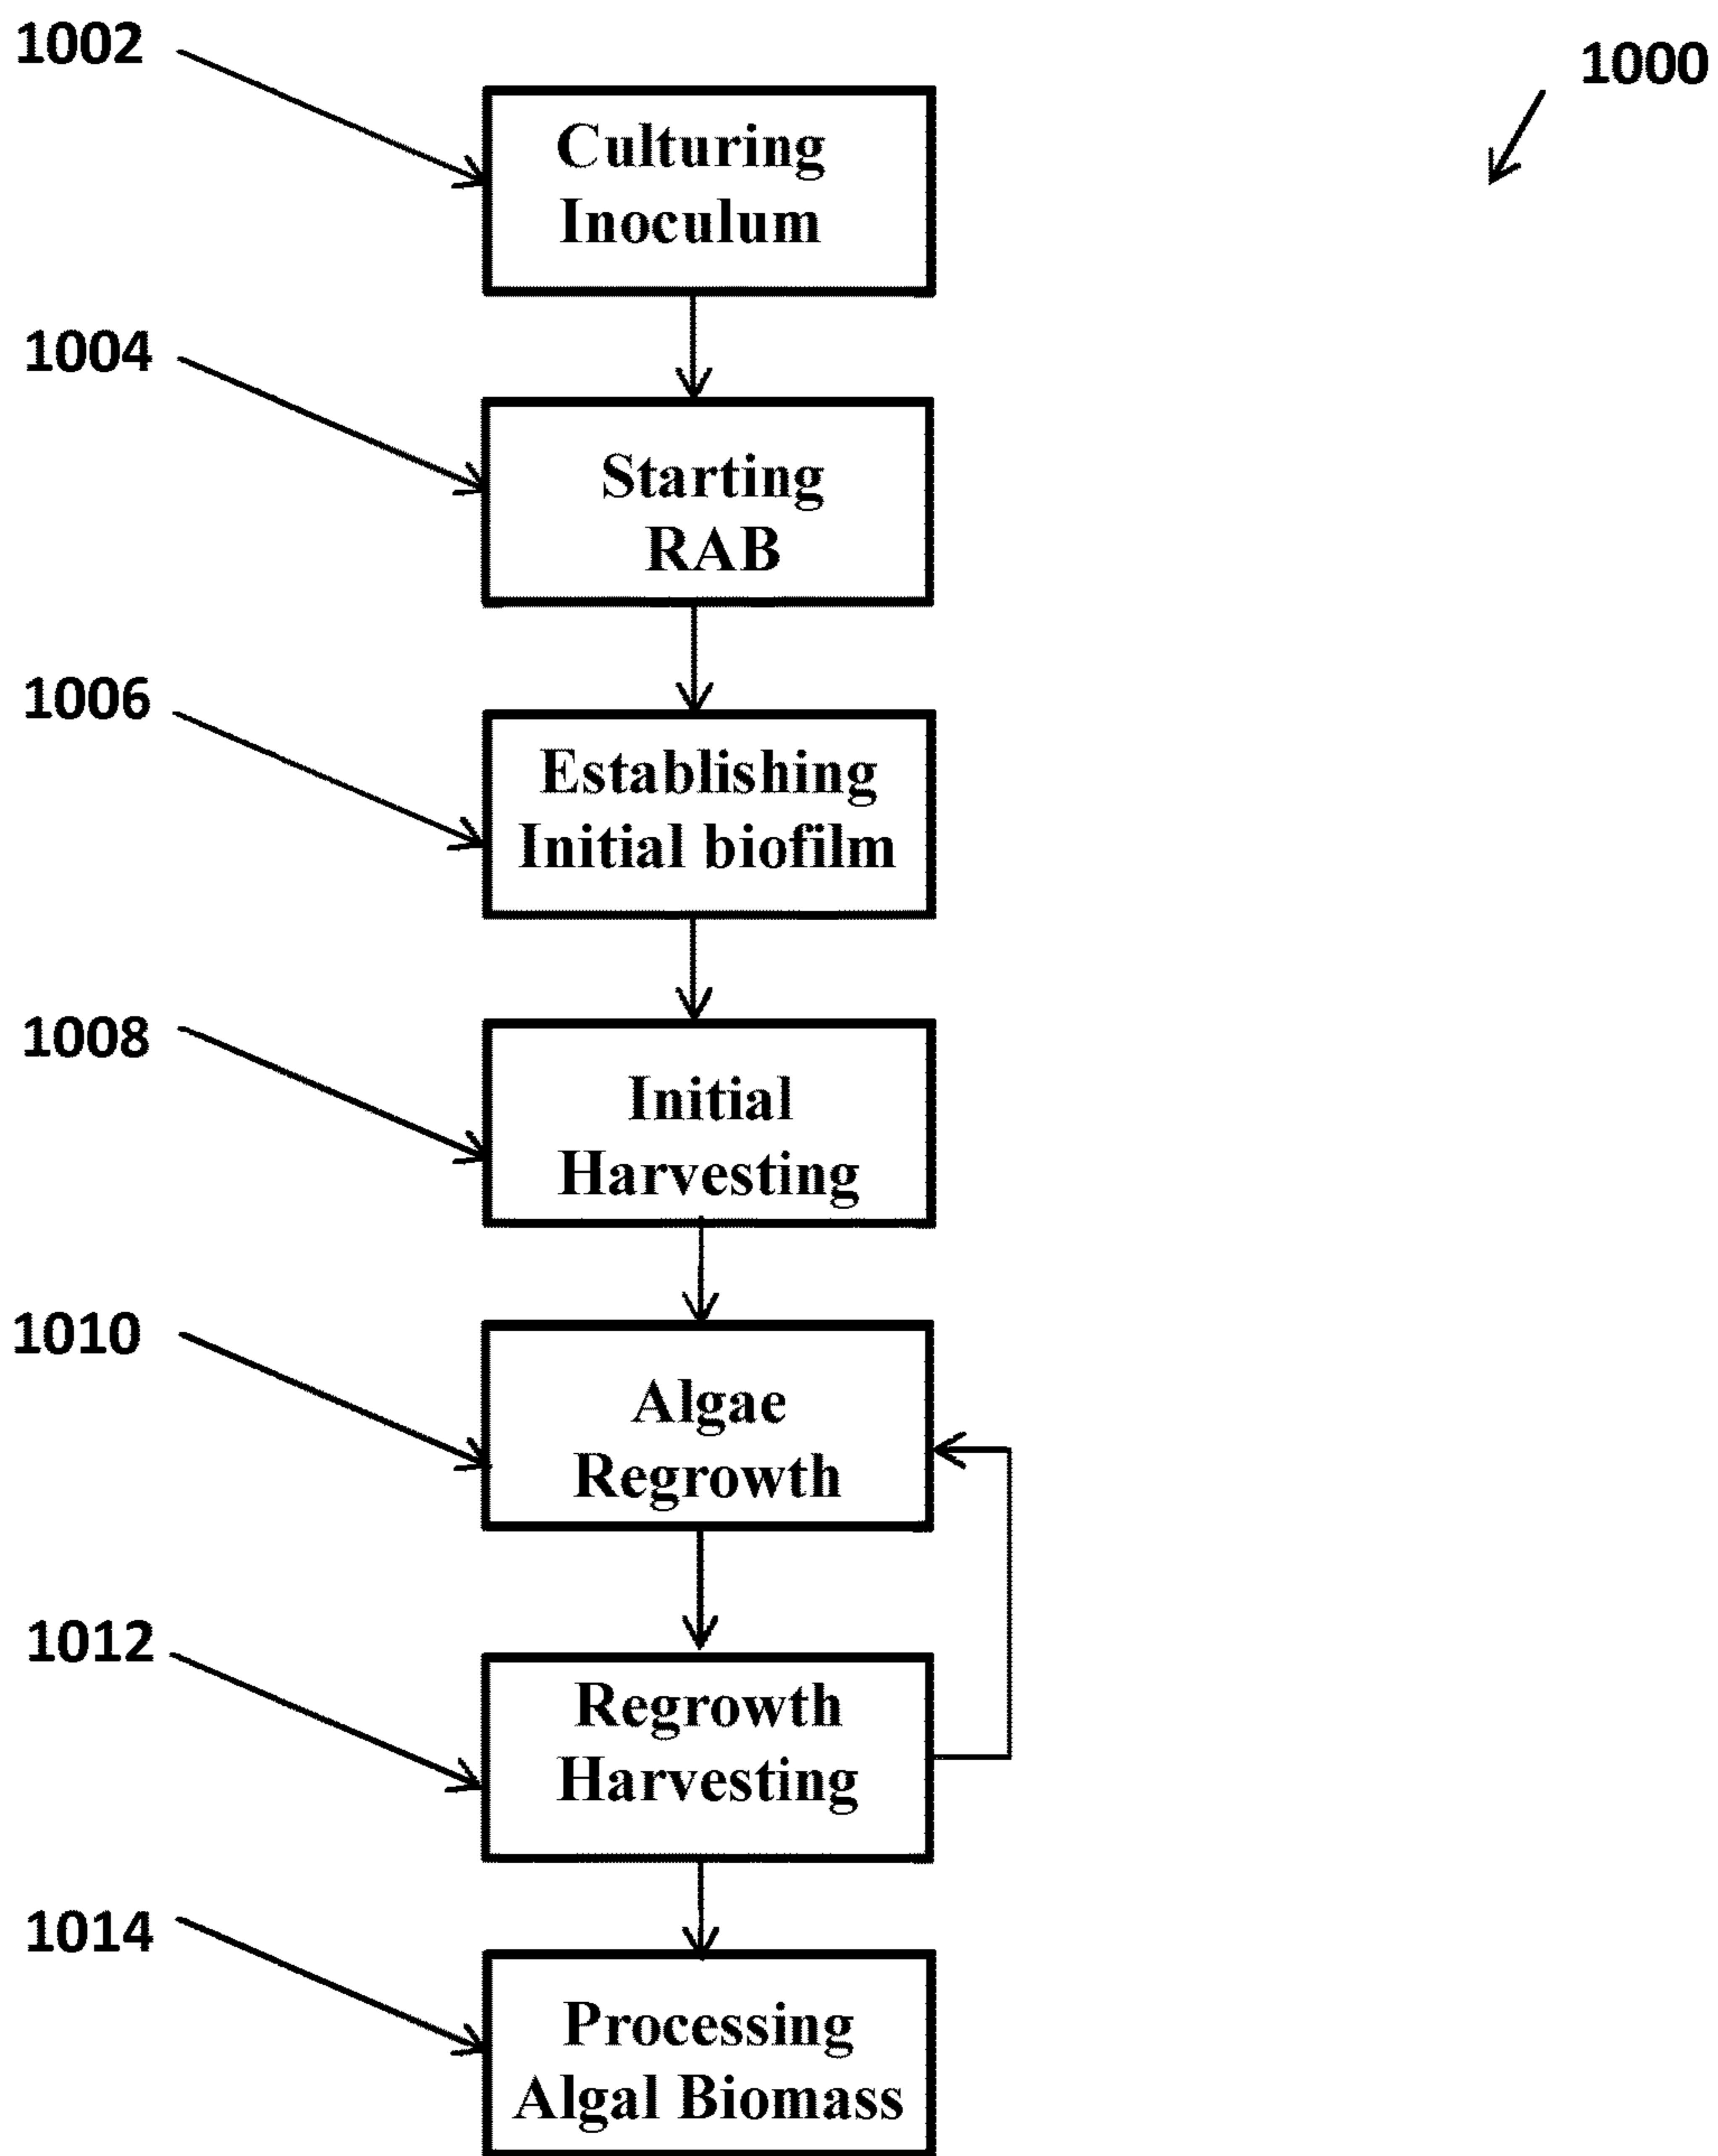 1002
1000
Culturing
Inoculum
1004
Starting
RAB
1006
Establishing
Initial biofilm
1008
Initial
Harvesting
1010
Algae
Regrowth
1012
Regrowth
Harvesting
1014
Processing
Algal Biomass